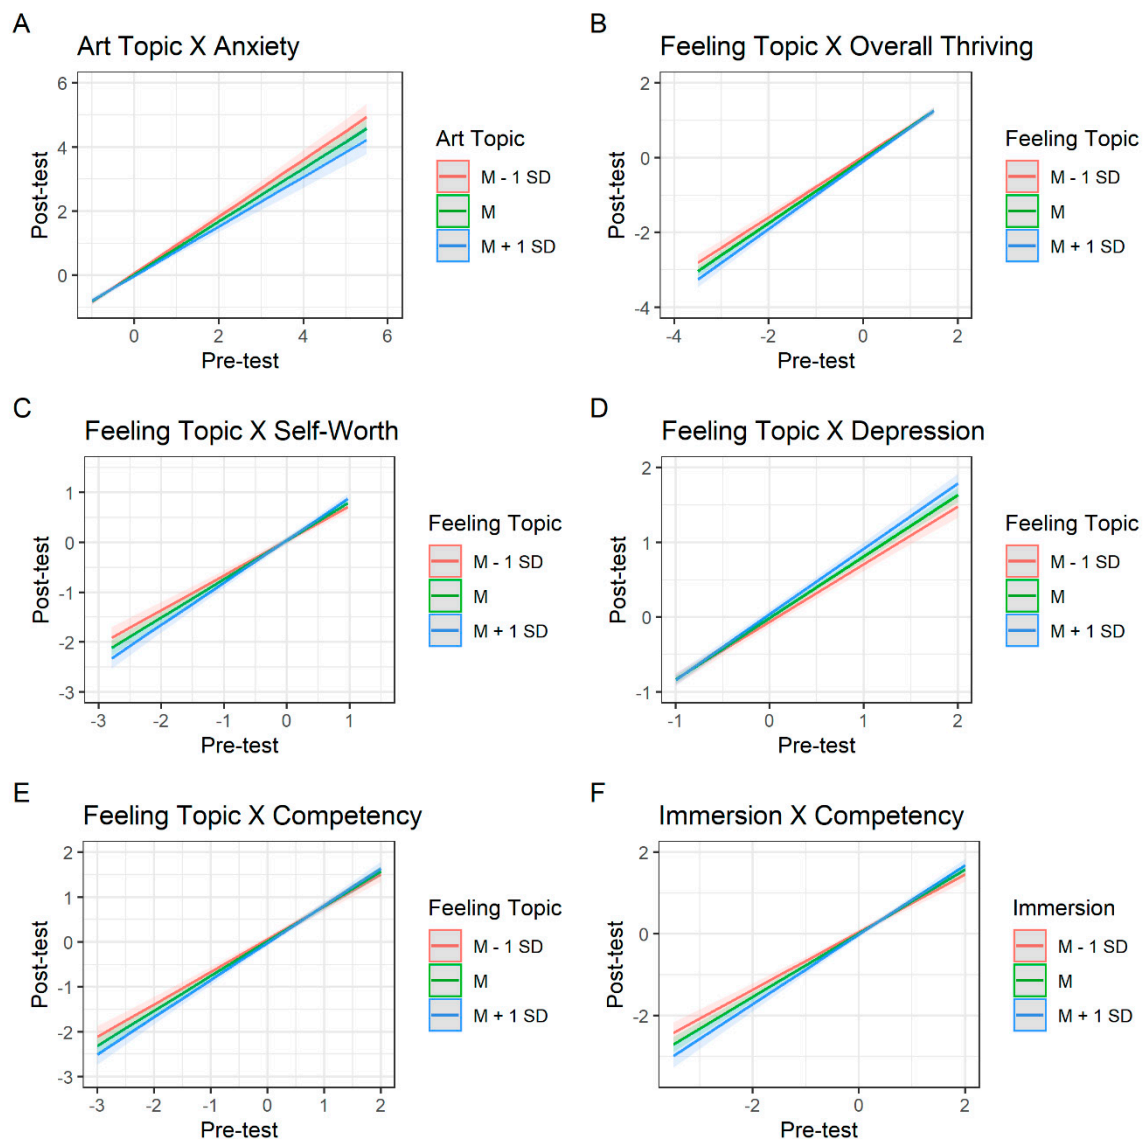 A
Art Topic X Anxiety
6
4
2
0
0
2
4
6
Post-test
Pre-test
Art Topic
M - 1 SD
M
M + 1 SD
B
Feeling Topic X Overall Thriving
2
0
-2
-4
-4
-2
0
2
Post-test
Pre-test
Feeling Topic
M - 1 SD
M
M + 1 SD
C
Feeling Topic X Self-Worth
1
0
-1
-2
-3
-3
-2
-1
0
1
Post-test
Pre-test
Feeling Topic
M - 1 SD
M
M + 1 SD
D
Feeling Topic X Depression
2
1
0
-1
-1
0
1
2
Post-test
Pre-test
Feeling Topic
M - 1 SD
M
M + 1 SD
E
Feeling Topic X Competency
2
1
0
-1
-2
-3
-3
-2
-1
0
1
2
Post-test
Pre-test
Feeling Topic
M - 1 SD
M
M + 1 SD
F
Immersion X Competency
2
0
-2
-2
0
2
Post-test
Pre-test
Immersion
M - 1 SD
M
M + 1 SD